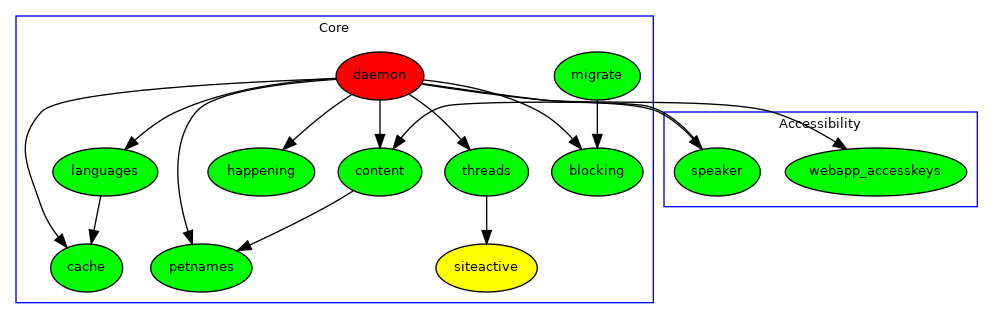 Core
daemon
migrate
Accessibility
languages
happening
content
threads
blocking
speaker
webapp_accesskeys
cache
petnames
siteactive